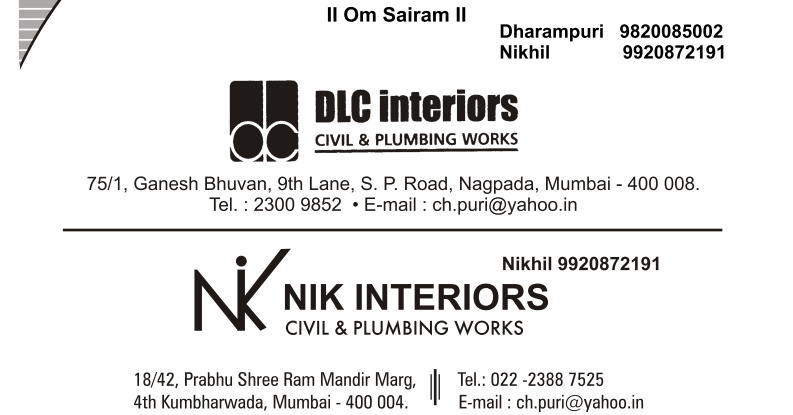 II Om Sairam II
Dharampuri 9820085002
Nikhil 9920872191
DLC interiors
CIVIL & PLUMBING WORKS
75/1, Ganesh Bhuvan, 9th Lane, S. P. Road, Nagpada, Mumbai - 400 008.
Tel. : 2300 9852 • E-mail : ch.puri@yahoo.in
Nikhil 9920872191
NiK NIK INTERIORS
CIVIL & PLUMBING WORKS
18/42, Prabhu Shree Ram Mandir Marg,
4th Kumbharwada, Mumbai - 400 004.
Tel.: 022 -2388 7525
E-mail : ch.puri@yahoo.in